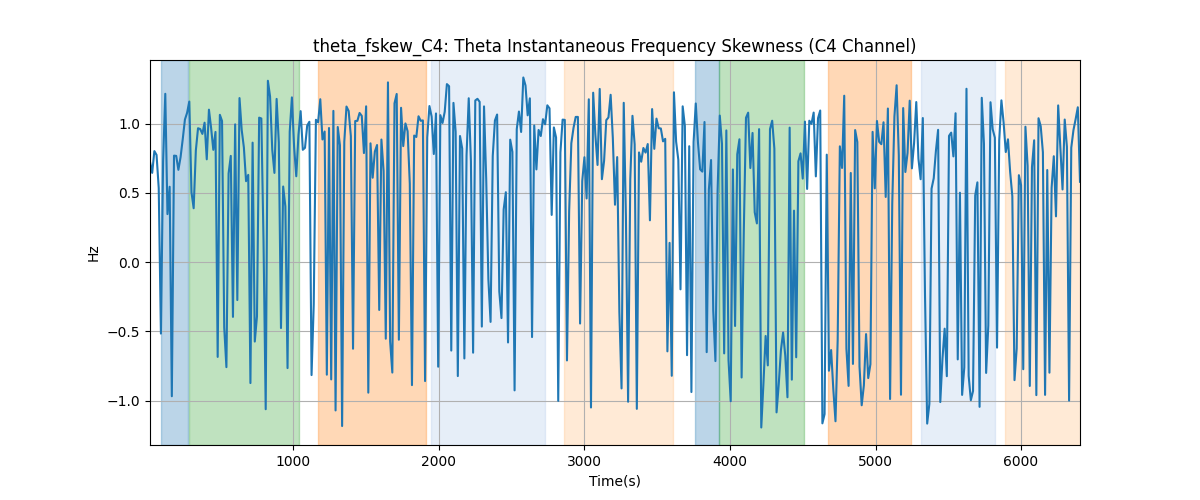 theta_fskew_C4: Theta Instantaneous Frequency Skewness (C4 Channel)
1.0
0.5
0.0
−0.5
−1.0
Hz
1000 2000 3000 4000 5000 6000
Time(s)